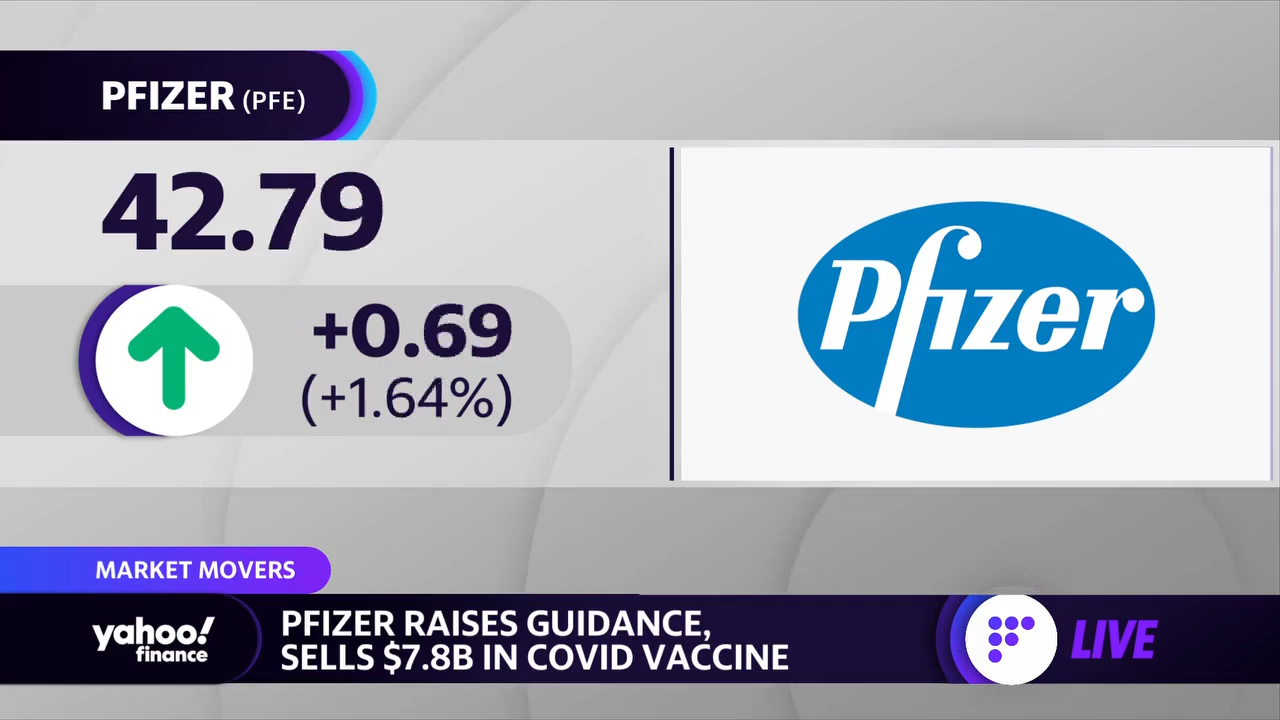 PFIZER (PFE)
42.79
+0.69
(+1.64%)
Pfizer
MARKET MOVERS
yahoo!
finance
PFIZER RAISES GUIDANCE,
SELLS $7.8B IN COVID VACCINE
LIVE